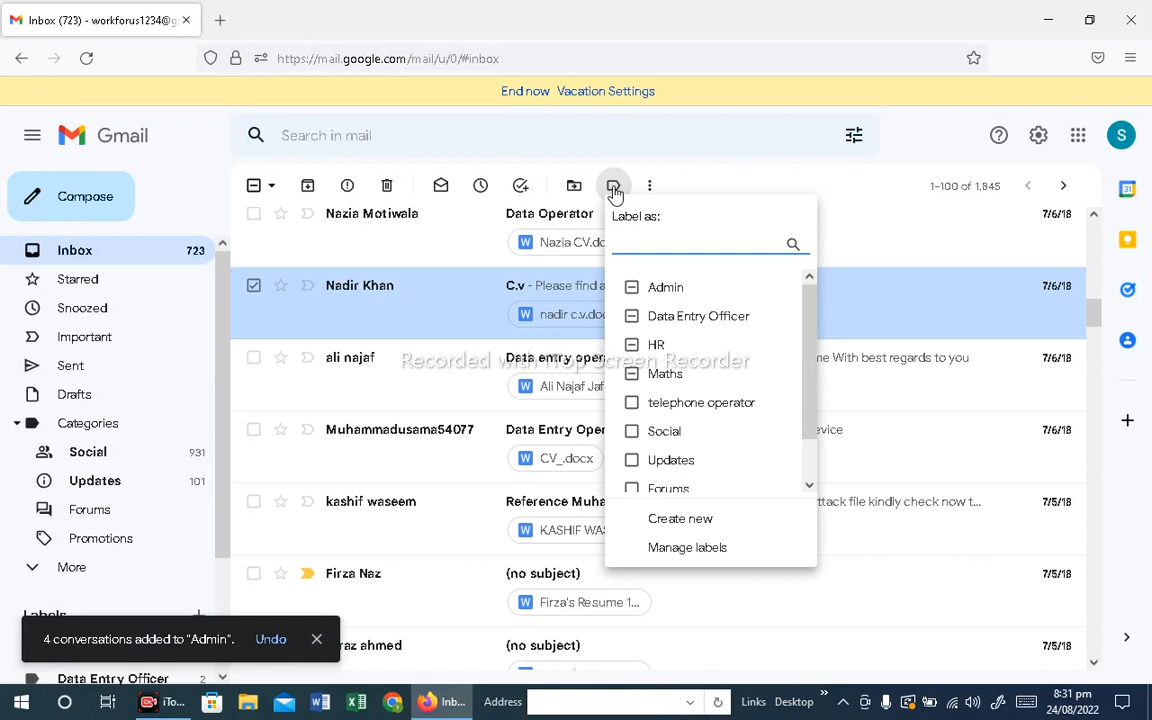 Inbox (723) - workforus1234@g
https://mail.google.com/mail/u/0/#inbox
End now Vacation Settings
Gmail
Search in mail
S
Compose
1-100 of 1,845
Inbox 723
Starred
Snoozed
Important
Sent
Drafts
Categories
Social 931
Updates 101
Forums
Promotions
More
Labels
Data Entry Officer
Nazia Motiwala Data Operator 7/6/18
Nazia CV.do
Nadir Khan C.v - Please find a 7/6/18
nadir c.v.doc
ali najaf Data entry oper me With best regards to you 7/6/18
Ali Najaf Jaf
Muhammadusama54077 Data Entry Oper evice 7/6/18
CV_.docx
kashif waseem Reference Muha attack file kindly check now t... 7/5/18
KASHIF WAS
Firza Naz (no subject) 7/5/18
Firza's Resume 1...
raz ahmed (no subject) 7/5/18
Label as:
Admin
Data Entry Officer
HR
Maths
telephone operator
Social
Updates
Forums
Create new
Manage labels
Recorded with iTop Screen Recorder
4 conversations added to "Admin". Undo
31
iTo...
Inb...
Address
Links Desktop
8:31 pm
24/08/2022